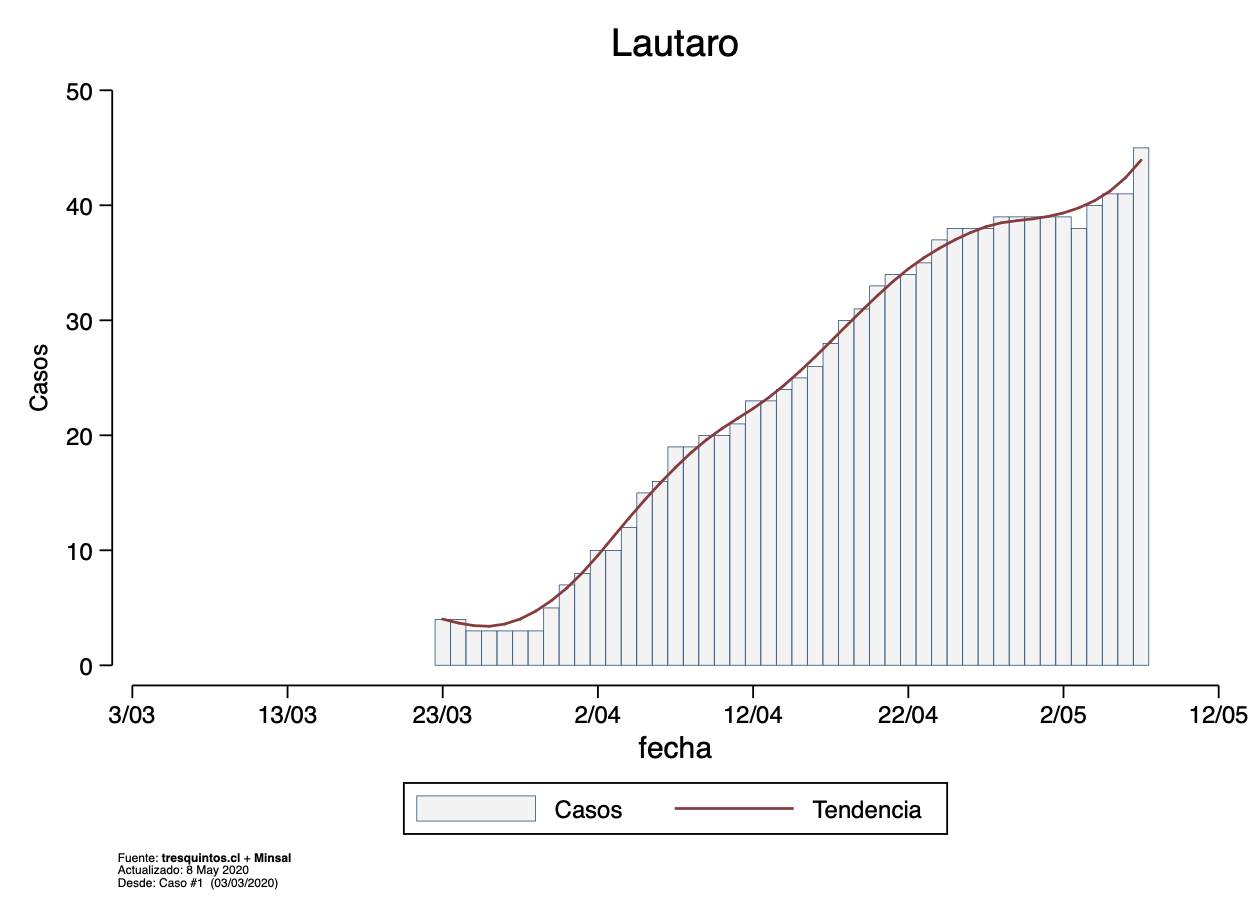 Lautaro
50
40
30
20
10
0
Casos
3/03 13/03 23/03 2/04 12/04 22/04 2/05 12/05
fecha
Casos Tendencia
Fuente: tresquintos.cl + Minsal
Actualizado: 8 May 2020
Desde: Caso #1 (03/03/2020)